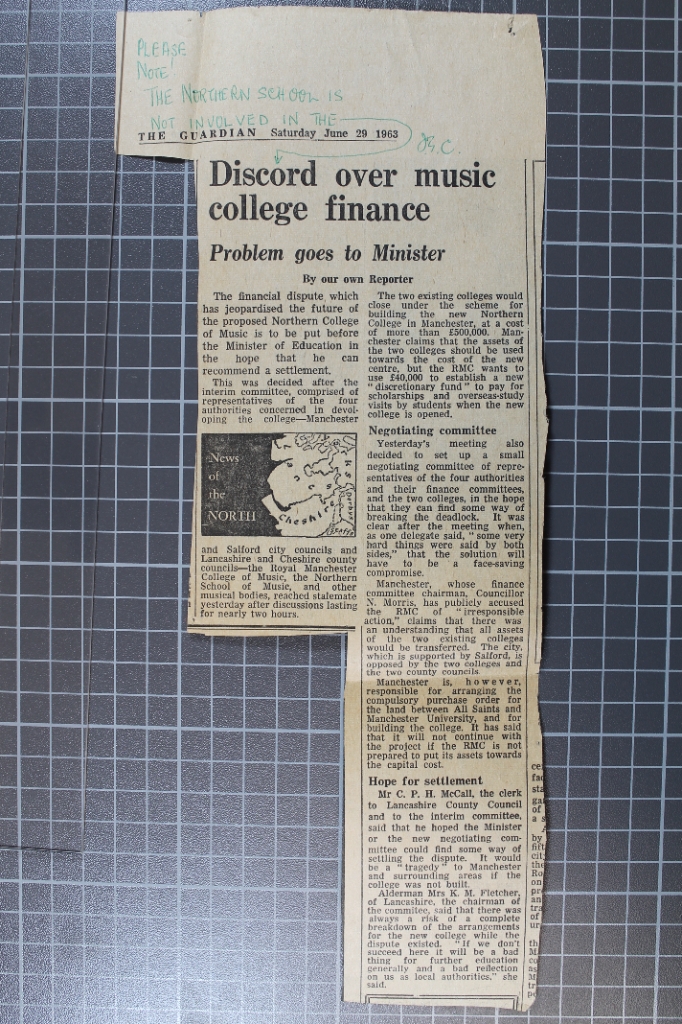 PLEASE
NOTE!
THE NORTHERN SCHOOL IS
NOT INVOLVED IN THE
THE GUARDIAN Saturday June 29 1963
Discord over music
college finance
Problem goes to Minister
By our own Reporter
The financial dispute which
has jeopardised the future of
the proposed Northern College
of Music is to be put before
the Minister of Education in
the hope that he can
recommend a settlement.
This was decided after the
interim committee, comprised of
representatives of the four
authorities concerned in devel-
oping the college—Manchester
News
of
the
NORTH
Cheshire
and Salford city councils and
Lancashire and Cheshire county
councils—the Royal Manchester
College of Music, the Northern
School of Music, and other
musical bodies, reached stalemate
yesterday after discussions lasting
for nearly two hours.
The two existing colleges would
close under the scheme for
building the new Northern
College in Manchester, at a cost
of more than £500,000. Man-
chester claims that the assets of
the two colleges should be used
towards the cost of the new
centre, but the RMC wants to
use £40,000 to establish a new
"discretionary fund" to pay for
scholarships and overseas-study
visits by students when the new
college is opened.
Negotiating committee
Yesterday's meeting also
decided to set up a small
negotiating committee of repre-
sentatives of the four authorities
and their finance committees,
and the two colleges, in the hope
that they can find some way of
breaking the deadlock. It was
clear after the meeting when,
as one delegate said, "some very
hard things were said by both
sides," that the solution will
have to be a face-saving
compromise.
Manchester, whose finance
committee chairman, Councillor
N. Morris, has publicly accused
the RMC of "irresponsible
action," claims that there was
an understanding that all assets
of the two existing colleges
would be transferred. The city,
which is supported by Salford, is
opposed by the two colleges and
the two county councils.
Manchester is, however,
responsible for arranging the
compulsory purchase order for
the land between All Saints and
Manchester University, and for
building the college. It has said
that it will not continue with
the project if the RMC is not
prepared to put its assets towards
the capital cost.
Hope for settlement
Mr C. P. H. McCall, the clerk
to Lancashire County Council
and to the interim committee,
said that he hoped the Minister
or the new negotiating com-
mittee could find some way of
settling the dispute. It would
be a "tragedy" to Manchester
and surrounding areas if the
college was not built.
Alderman Mrs K. M. Fletcher,
of Lancashire, the chairman of
the commitee, said that there was
always a risk of a complete
breakdown of the arrangements
for the new college while the
dispute existed. "If we don't
succeed here it will be a bad
thing for further education
generally and a bad reflection
on us as local authorities," she
said.